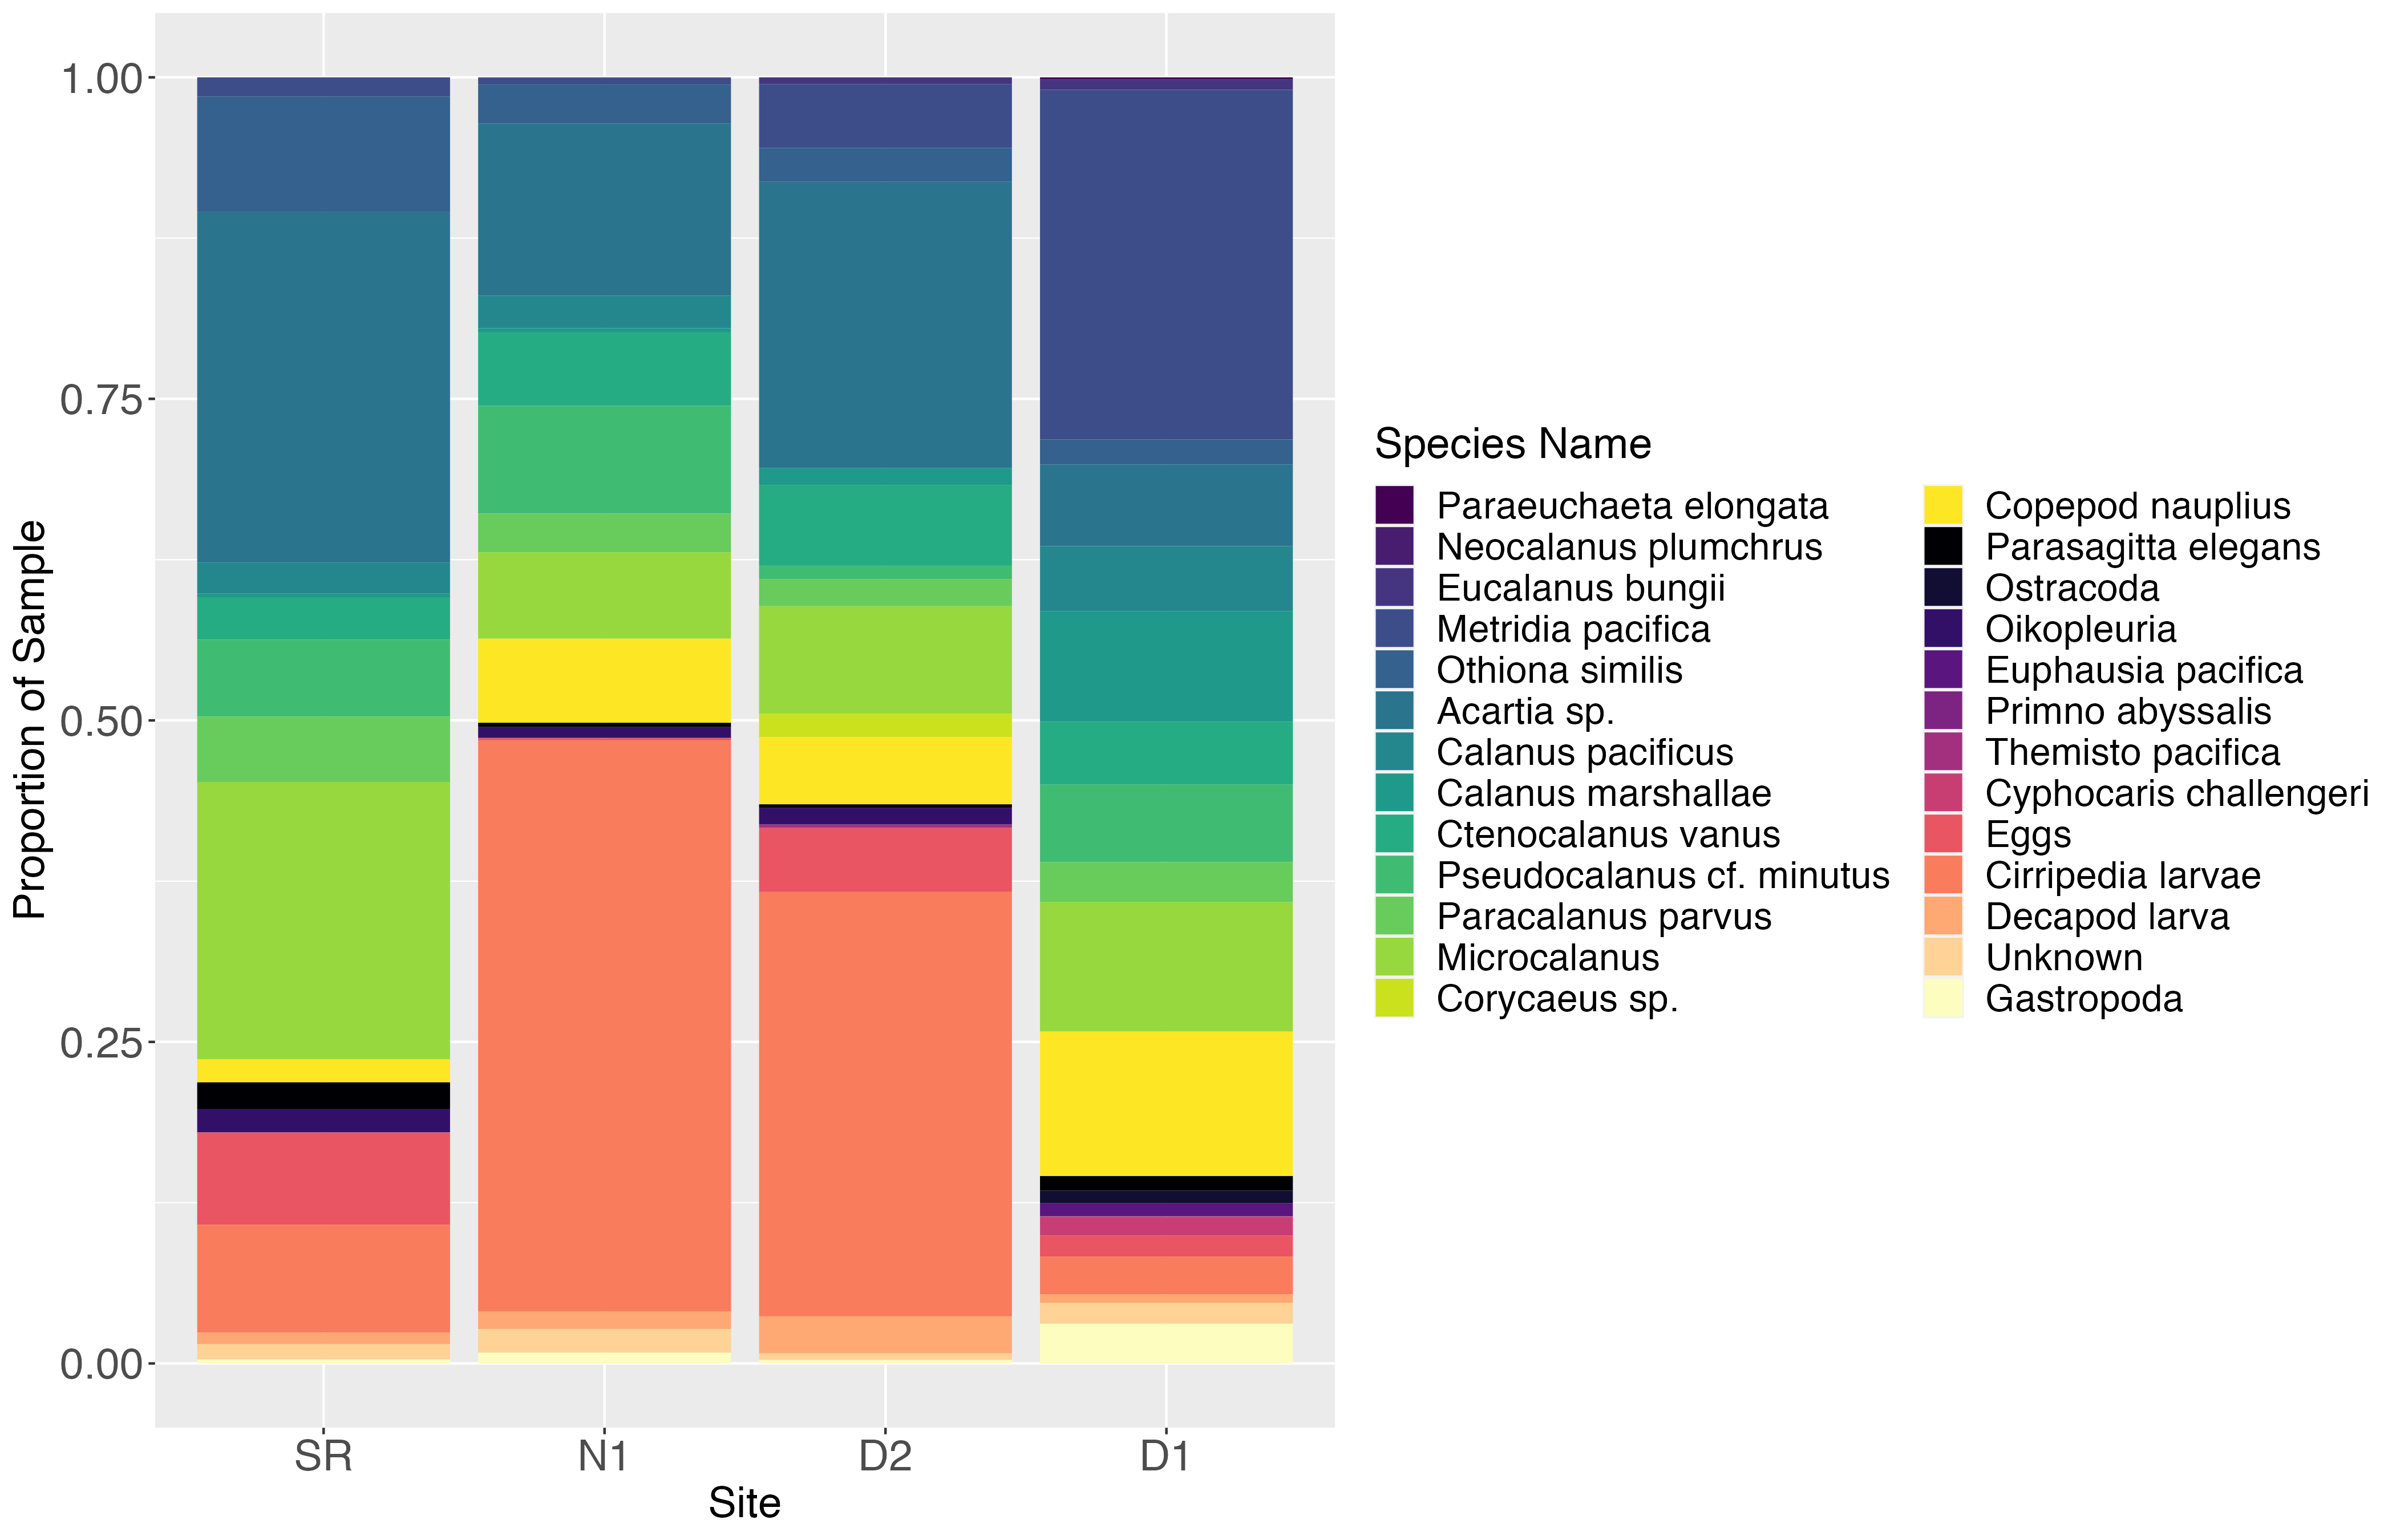 1.00
0.75
0.50
0.25
0.00
Proportion of Sample
SR
N1
D2
D1
Site
Species Name
Paraeuchaeta elongata
Neocalanus plumchrus
Eucalanus bungii
Metridia pacifica
Othiona similis
Acartia sp.
Calanus pacificus
Calanus marshallae
Ctenocalanus vanus
Pseudocalanus cf. minutus
Paracalanus parvus
Microcalanus
Corycaeus sp.
Copepod nauplius
Parasagitta elegans
Ostracoda
Oikopleuria
Euphausia pacifica
Primno abyssalis
Themisto pacifica
Cyphocaris challengeri
Eggs
Cirripedia larvae
Decapod larva
Unknown
Gastropoda